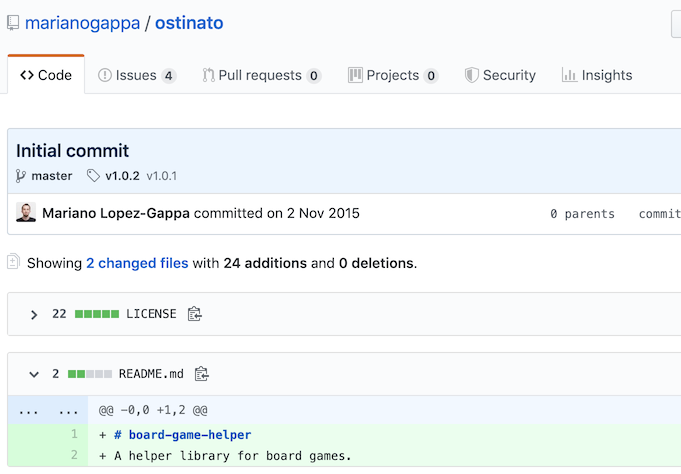 marianogappa / ostinato
Code Issues 4 Pull requests 0 Projects 0 Security Insights
Initial commit
master v1.0.2 v1.0.1
Mario Lopez-Gappa committed on 2 Nov 2015 0 parents commit
Showing 2 changed files with 24 additions and 0 deletions.
22 LICENSE
2 README.md
... ... @@ -0,0 +1,2 @@
1 + # board-game-helper
2 + A helper library for board games.